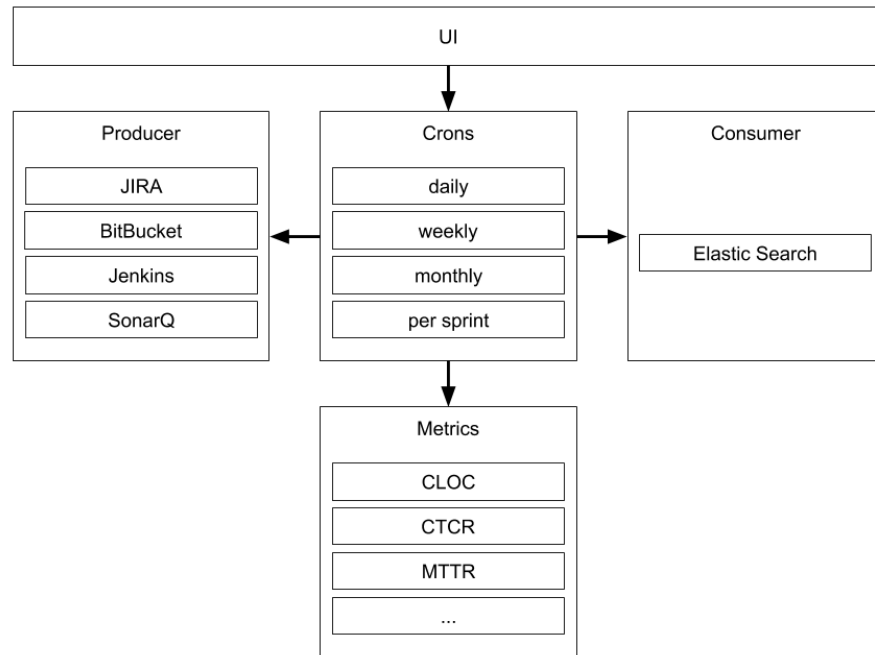 UI
Producer
JIRA
BitBucket
Jenkins
SonarQ
Crons
daily
weekly
monthly
per sprint
Consumer
Elastic Search
Metrics
CLOC
CTCR
MTTR
...